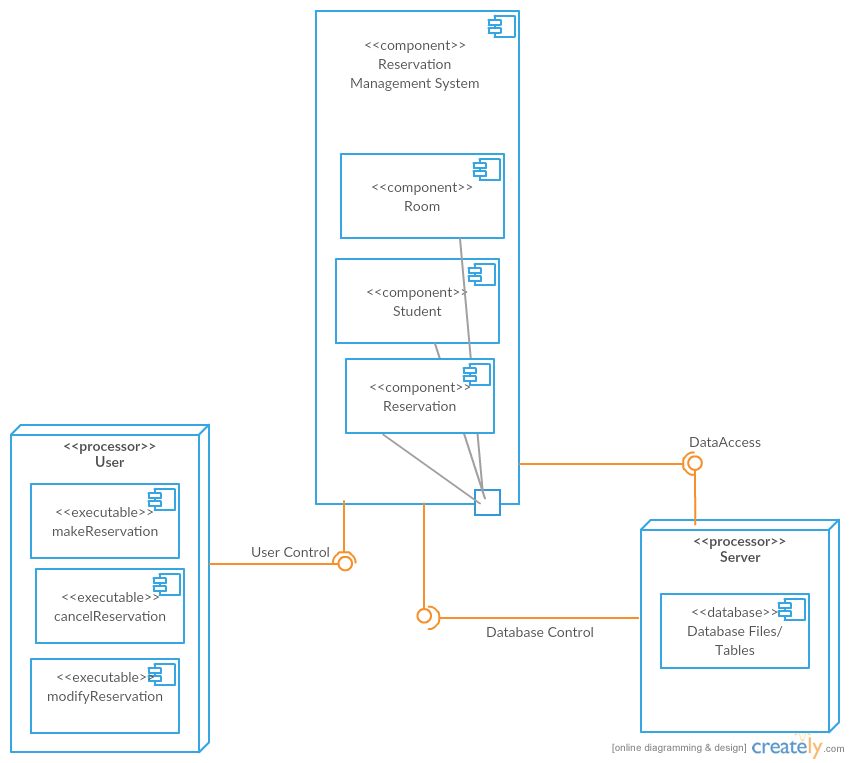 <<component>>
Reservation
Management System
<<component>>
Room
<<component>>
Student
<<component>>
Reservation
<<processor>>
User
<<executable>>
makeReservation
<<executable>>
cancelReservation
<<executable>>
modifyReservation
User Control
DataAccess
Database Control
<<processor>>
Server
<<database>>
Database Files/
Tables
[online diagramming & design] creately.com